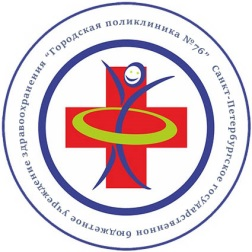 Санкт-Петербургское государственное бюджетное учреждение здравоохранения "Городская поликлиника №76"